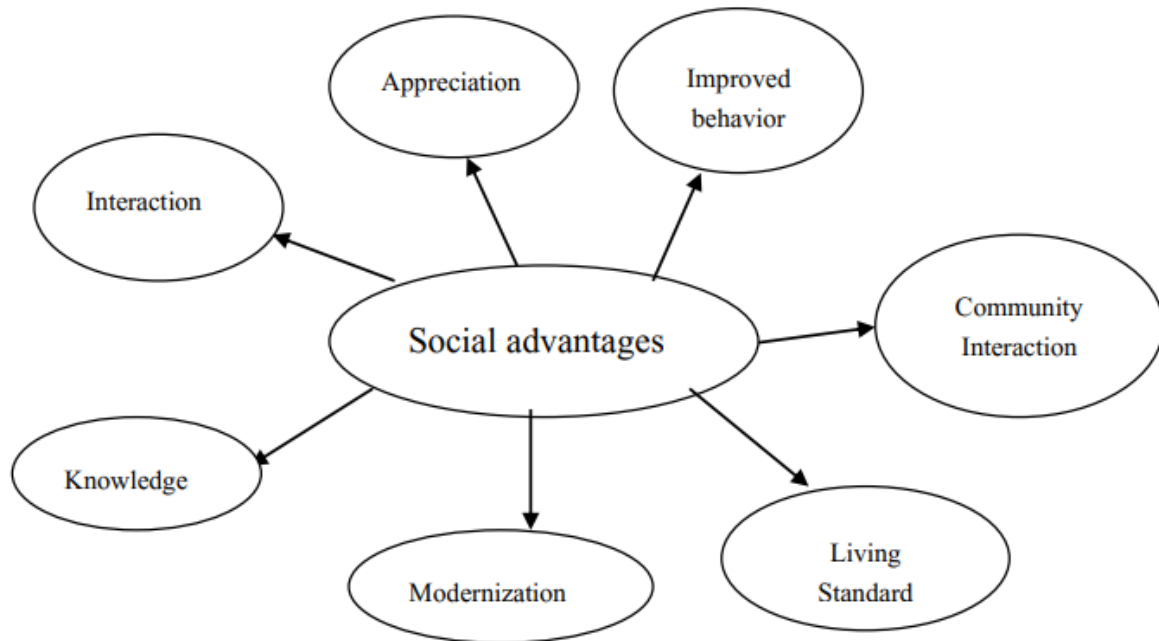 Appreciation
Improved
behavior
Interaction
Community
Interaction
Social advantages
Knowledge
Modernization
Living
Standard